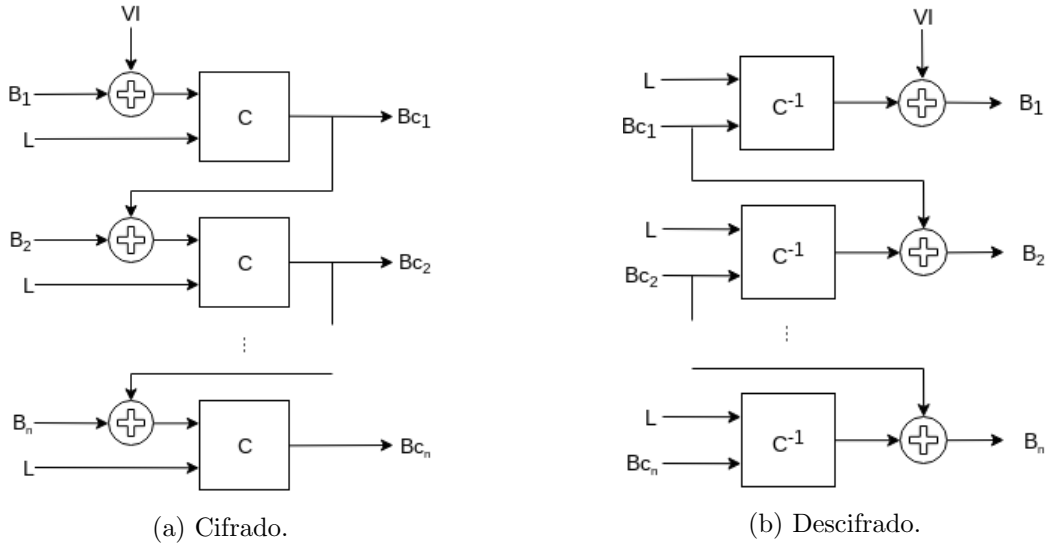 VI
B1
L
C
Bc1
B2
L
C
Bc2
⋮
Bn
L
C
Bcn
(a) Cifrado.
VI
L
Bc1
C-1
B1
L
Bc2
C-1
B2
⋮
L
Bcn
C-1
Bn
(b) Descifrado.